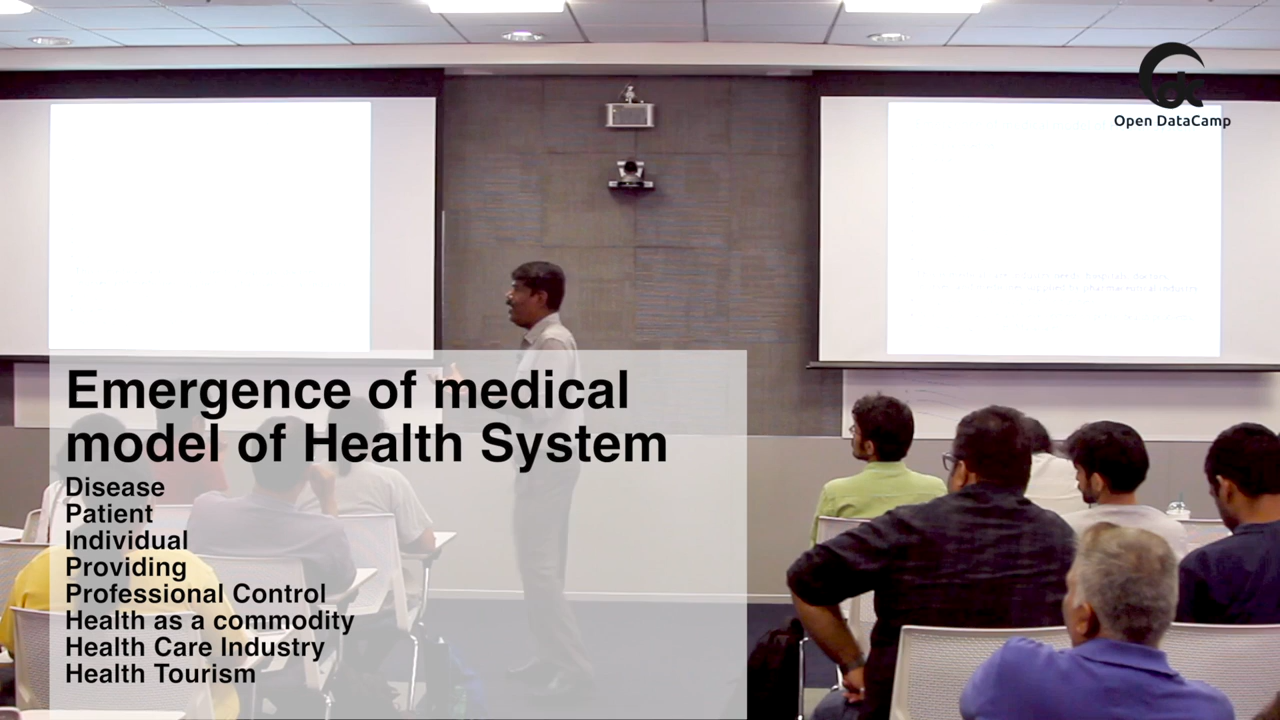 Open DataCamp
Emergence of medical
model of Health System
Disease
Patient
Individual
Providing
Professional Control
Health as a commodity
Health Care Industry
Health Tourism